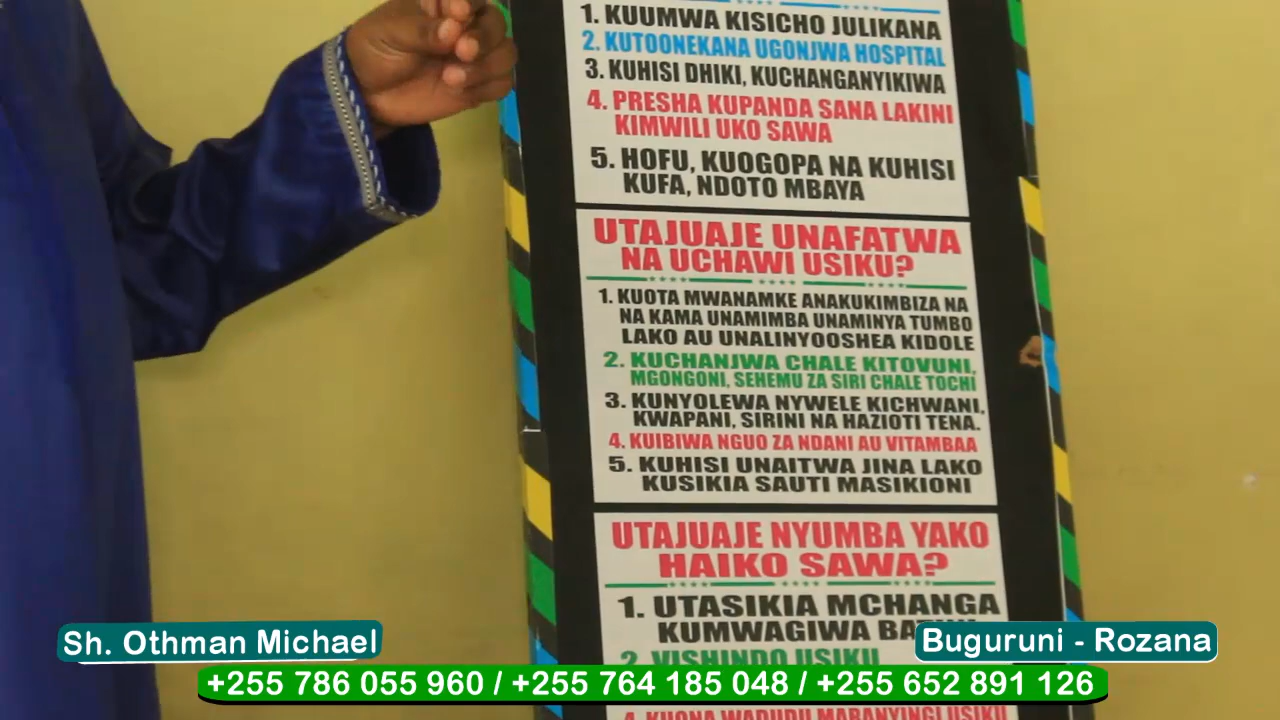 1. KUUMWA KISICHO JULIKANA
2. KUTOONEKANA UGONJWA HOSPITAL
3. KUHISI DHIKI, KUCHANGANYIKIWA
4. PRESHA KUPANDA SANA LAKINI
KIMWILI UKO SAWA
5. HOFU, KUOGOPA NA KUHISI
KUFA, NDOTO MBAYA
UTAJUAJE UNAFATWA
NA UCHAWI USIKU?
1. KUOTA MWANAMKE ANAKUKIMBIZA NA
NA KAMA UNAMIMBA UNAMINYA TUMBO
LAKO AU UNALINYOOSHEA KIDOLE
2. KUCHANJWA CHALE KITOVUNI,
MGONGONI, SEHEMU ZA SIRI CHALE TOCHI
3. KUNYOLEWA NYWELE KICHWANI,
KWAPANI, SIRINI NA HAZIOTI TENA.
4. KUIBIWA NGUO ZA NDANI AU VITAMBAA
5. KUHISI UNAITWA JINA LAKO
KUSIKIA SAUTI MASIKIONI
UTAJUAJE NYUMBA YAKO
HAIKO SAWA?
1. UTASIKIA MCHANGA
KUMWAGIWA
2. VISHINDO USIKU
4. KUONA WADUDU MARANYINGI USIKU
Sh. Othman Michael
Buguruni - Rozana
+255 786 055 960 / +255 764 185 048 / +255 652 891 126